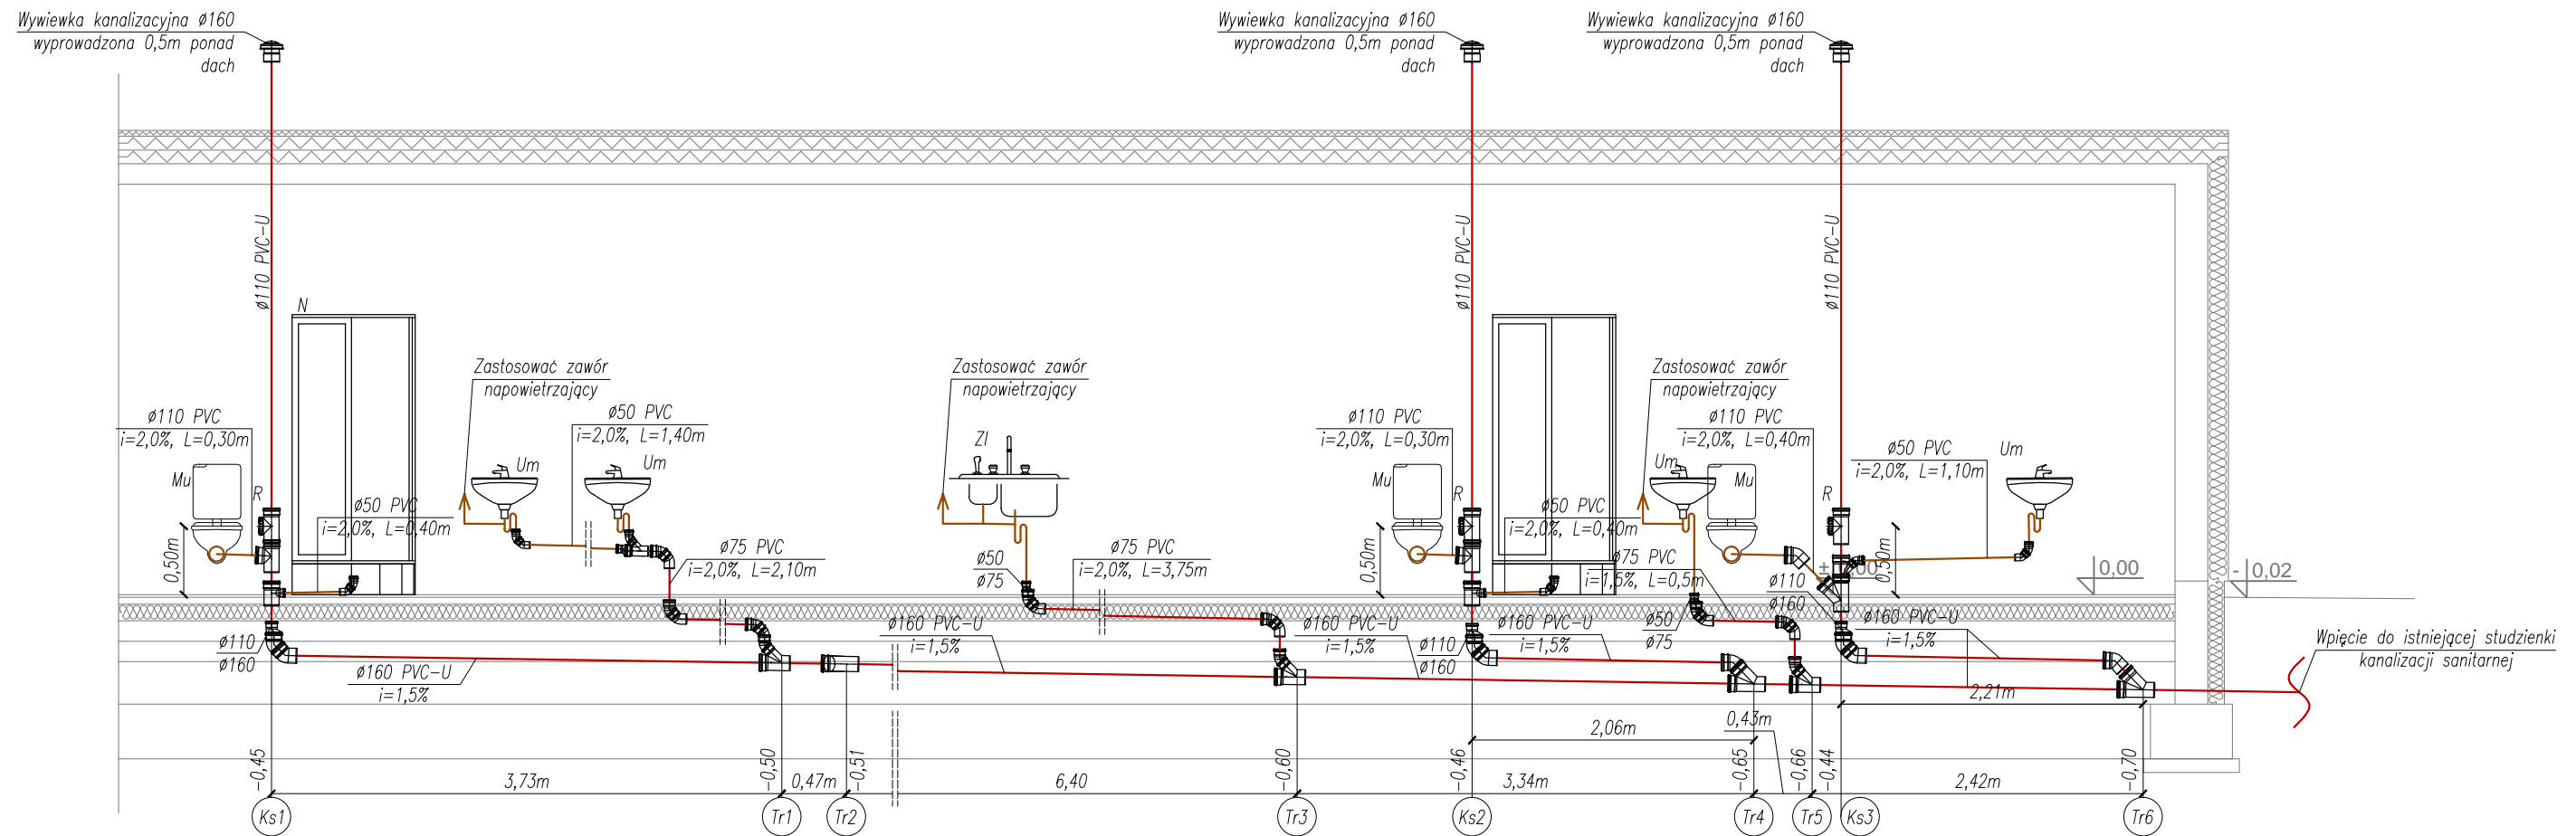 Wywiewka kanalizacyjna ø160
wyprowadzona 0,5m ponad
dach
Wywiewka kanalizacyjna ø160
wyprowadzona 0,5m ponad
dach
Wywiewka kanalizacyjna ø160
wyprowadzona 0,5m ponad
dach
ø110 PVC-U
ø110 PVC-U
ø110 PVC-U
N
Zastosować zawór
napowietrzający
Zastosować zawór
napowietrzający
Zastosować zawór
napowietrzający
ø110 PVC
i=2,0%, L=0,30m
ø50 PVC
i=2,0%, L=1,40m
ø110 PVC
i=2,0%, L=0,30m
ø110 PVC
i=2,0%, L=0,40m
ø50 PVC
i=2,0%, L=1,10m
Mu
R
Um
Um
Zl
Mu
R
Um
Mu
R
Um
ø50 PVC
i=2,0%, L=0,40m
ø50 PVC
i=2,0%, L=0,40m
0,50m
0,50m
0,50m
ø75 PVC
i=2,0%, L=2,10m
ø50
ø75
ø75 PVC
i=2,0%, L=3,75m
ø75 PVC
i=1,5%, L=0,5m
±0,00
0,00
- 0,02
ø110
ø160
ø110
ø160
ø50
ø75
ø110
ø160
ø160 PVC-U
i=1,5%
ø160 PVC-U
i=1,5%
ø160 PVC-U
i=1,5%
ø160 PVC-U
i=1,5%
ø160 PVC-U
i=1,5%
Wpięcie do istniejącej studzienki
kanalizacji sanitarnej
2,21m
2,06m
0,43m
-0,45
-0,50
-0,51
-0,60
-0,46
-0,65
-0,66
-0,44
-0,70
3,73m
0,47m
6,40
3,34m
2,42m
Ks1
Tr1
Tr2
Tr3
Ks2
Tr4
Tr5
Ks3
Tr6